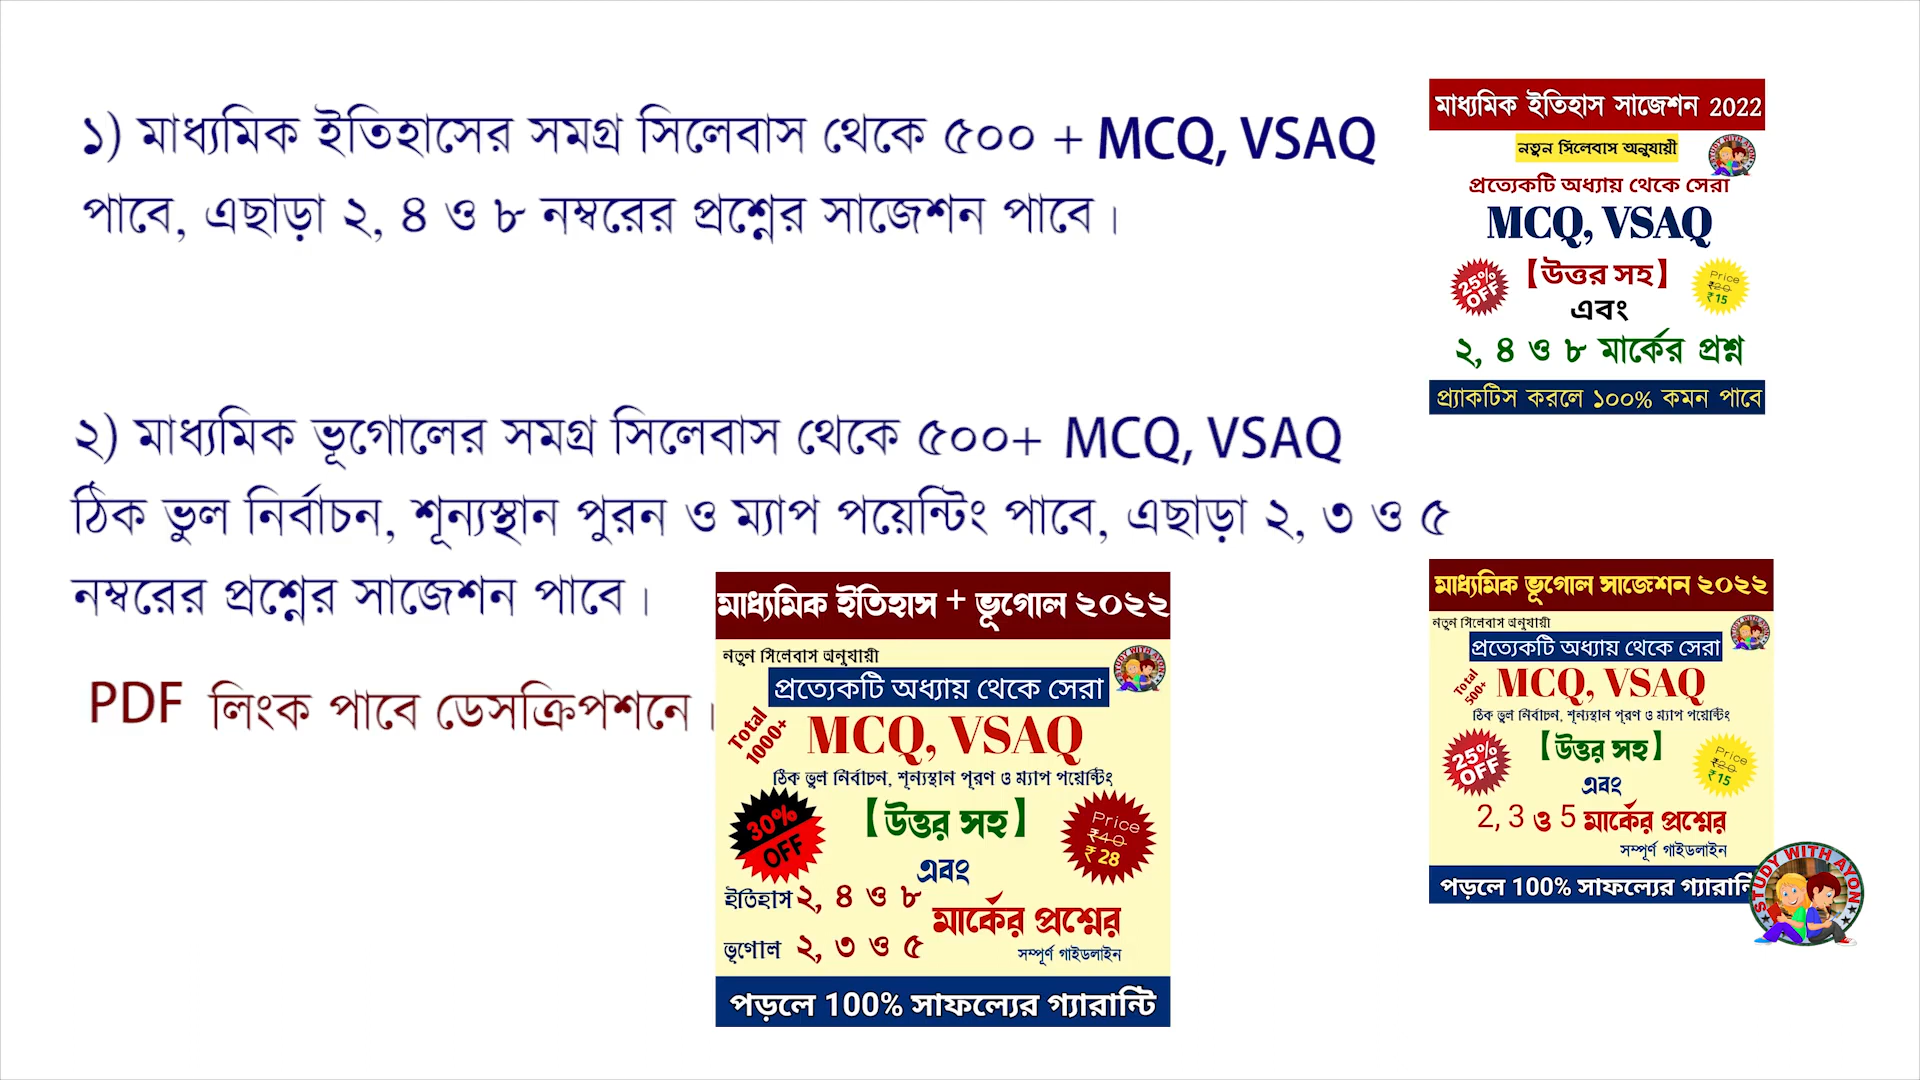 ১) মাধ্যমিক ইতিহাসের সমগ্র সিলেবাস থেকে ৫০০ + MCQ, VSAQ
পাবে, এছাড়া ২, ৪ ও ৮ নম্বরের প্রশ্নের সাজেশন পাবে।
২) মাধ্যমিক ভূগোলের সমগ্র সিলেবাস থেকে ৫০০+ MCQ, VSAQ
ঠিক ভুল নির্বাচন, শূন্যস্থান পুরন ও ম্যাপ পয়েন্টিং পাবে, এছাড়া ২, ৩ ও ৫
নম্বরের প্রশ্নের সাজেশন পাবে।
PDF লিংক পাবে ডেসক্রিপশনে।
মাধ্যমিক ইতিহাস সাজেশন 2022
নতুন সিলেবাস অনুযায়ী
প্রত্যেকটি অধ্যায় থেকে সেরা
MCQ, VSAQ
25% OFF
【উত্তর সহ】
Price ₹20 ₹15
এবং
২, ৪ ও ৮ মার্কের প্রশ্ন
প্র্যাকটিস করলে ১০০% কমন পাবে
মাধ্যমিক ইতিহাস + ভূগোল ২০২২
নতুন সিলেবাস অনুযায়ী
STUDY WITH AYON
প্রত্যেকটি অধ্যায় থেকে সেরা
Total 1000+
MCQ, VSAQ
ঠিক ভুল নির্বাচন, শূন্যস্থান পূরণ ও ম্যাপ পয়েন্টিং
30% OFF
【উত্তর সহ】
Price ₹40 ₹28
এবং
ইতিহাস ২, ৪ ও ৮
মার্কের প্রশ্নের
ভূগোল ২, ৩ ও ৫
সম্পূর্ণ গাইডলাইন
পড়লে 100% সাফল্যের গ্যারান্টি
মাধ্যমিক ভূগোল সাজেশন ২০২২
নতুন সিলেবাস অনুযায়ী
প্রত্যেকটি অধ্যায় থেকে সেরা
Total 500+
MCQ, VSAQ
ঠিক ভুল নির্বাচন, শূন্যস্থান পূরণ ও ম্যাপ পয়েন্টিং
25% OFF
【উত্তর সহ】
Price ₹20 ₹15
এবং
2, 3 ও 5 মার্কের প্রশ্নের
সম্পূর্ণ গাইডলাইন
পড়লে 100% সাফল্যের
STUDY WITH AYON